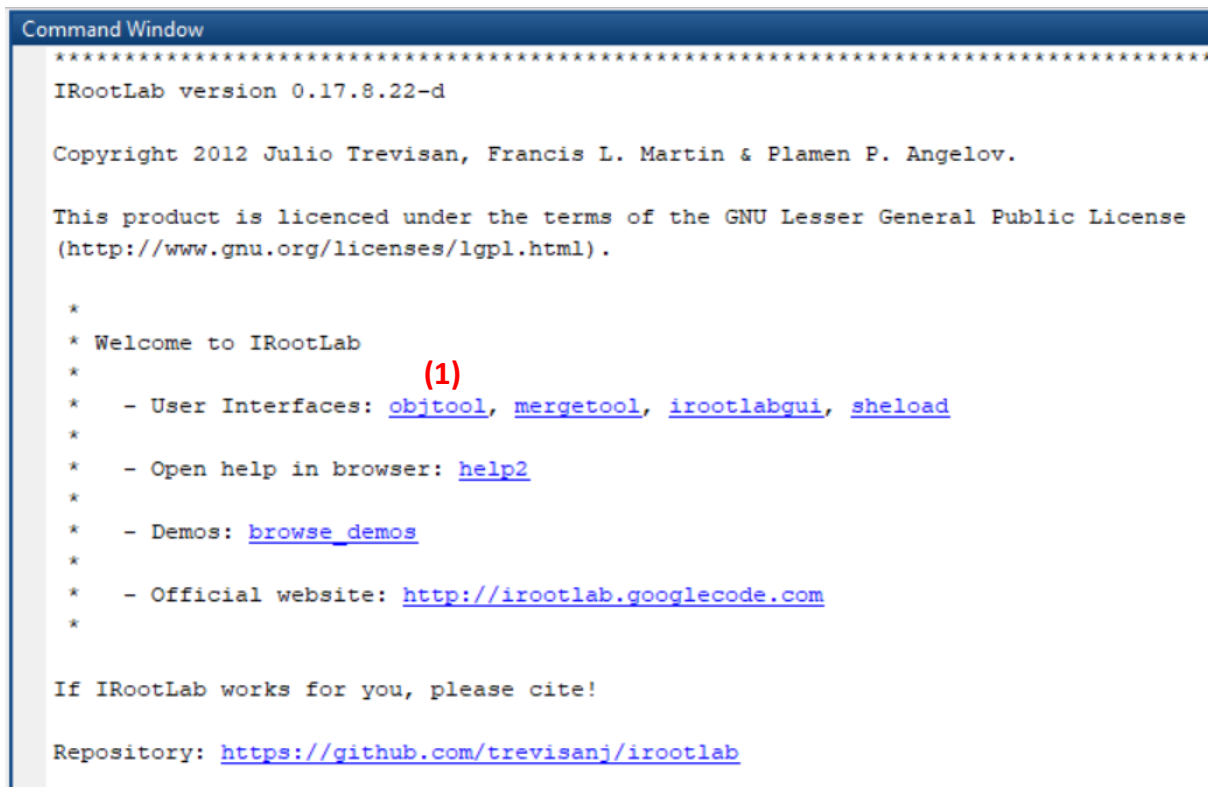 Command Window
********************************************************************************
IRootLab version 0.17.8.22-d
Copyright 2012 Julio Trevisan, Francis L. Martin & Plamen P. Angelov.
This product is licenced under the terms of the GNU Lesser General Public License
(http://www.gnu.org/licenses/lgpl.html).
*
* Welcome to IRootLab
*
(1)
* - User Interfaces: objtool, mergetool, irootlabgui, sheload
*
* - Open help in browser: help2
*
* - Demos: browse_demos
*
* - Official website: http://irootlab.googlecode.com
*
If IRootLab works for you, please cite!
Repository: https://github.com/trevisanj/irootlab